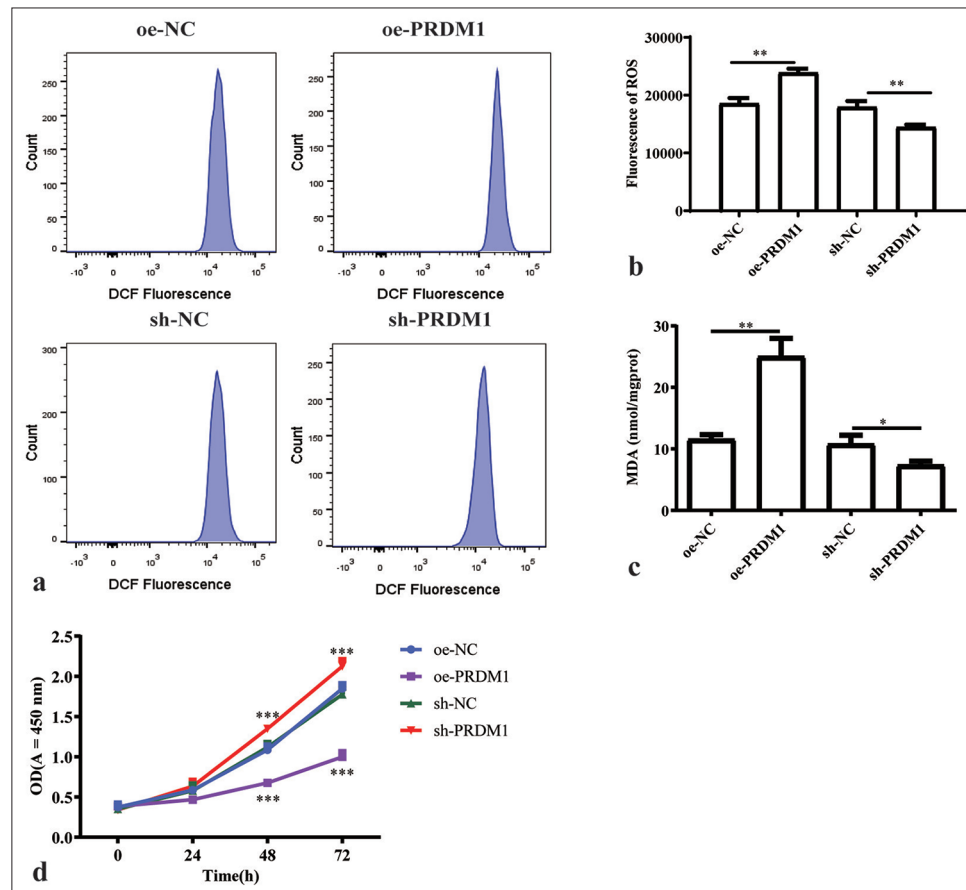 oe-NC
oe-PRDM1
Count
300
250
200
150
100
50
0
-10³ 0 10³ 10⁴ 10⁵
DCF Fluorescence
Count
300
250
200
150
100
50
0
-10³ 0 10³ 10⁴ 10⁵
DCF Fluorescence
sh-NC
sh-PRDM1
Count
300
200
100
0
-10³ 0 10³ 10⁴ 10⁵
DCF Fluorescence
Count
250
200
150
100
50
0
-10³ 0 10³ 10⁴ 10⁵
DCF Fluorescence
a
Fluorescence of ROS
30000
20000
10000
0
**
**
oe-NC
oe-PRDM1
sh-NC
sh-PRDM1
b
MDA (nmol/mgprot)
30
20
10
0
**
*
oe-NC
oe-PRDM1
sh-NC
sh-PRDM1
c
OD(A = 450 nm)
2.5
2.0
1.5
1.0
0.5
0.0
***
***
***
***
0 24 48 72
Time(h)
oe-NC
oe-PRDM1
sh-NC
sh-PRDM1
d